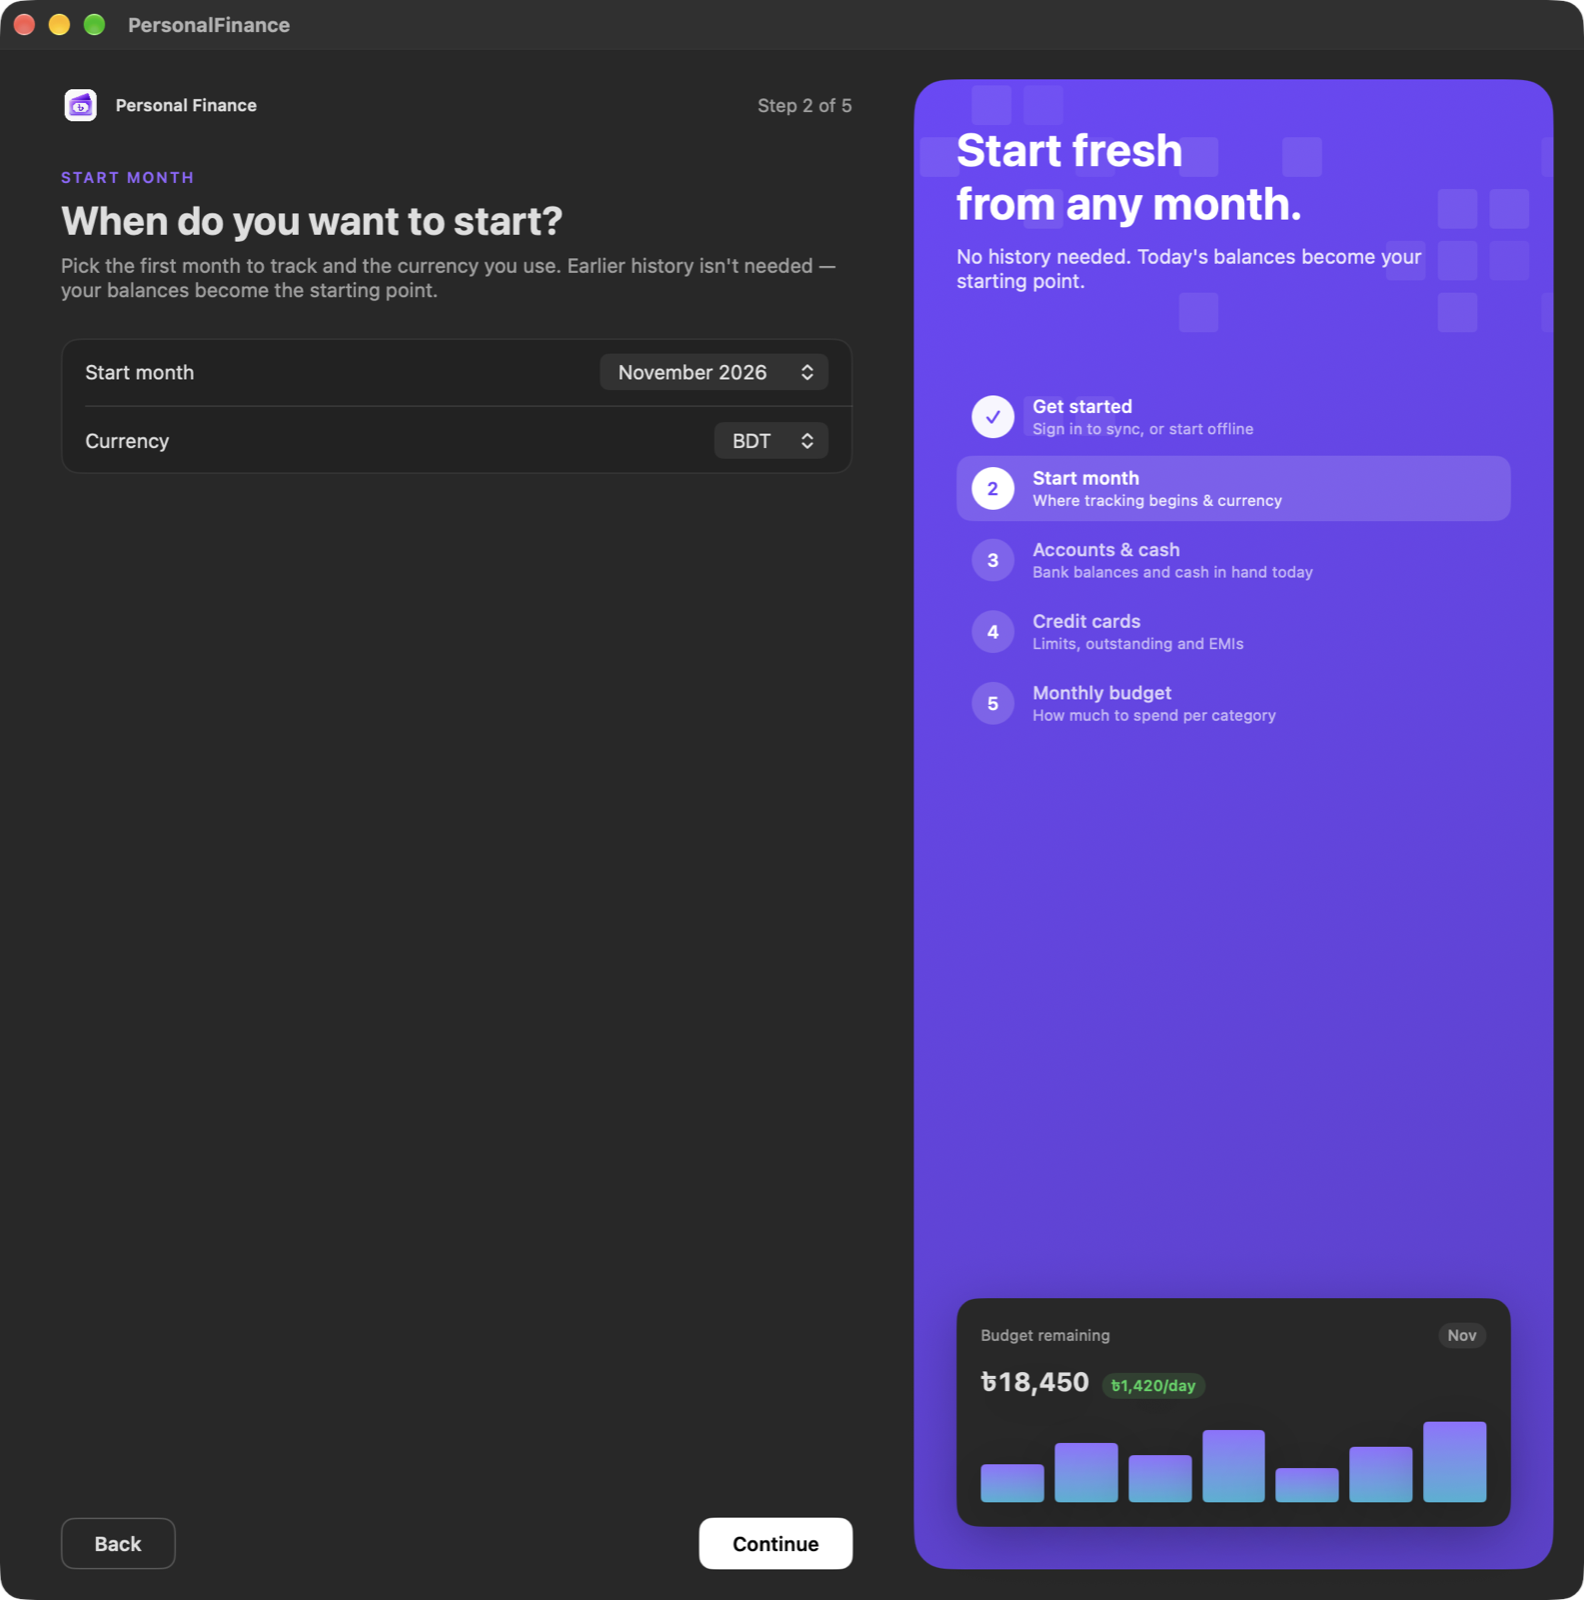 PersonalFinance
Personal Finance
Step 2 of 5
START MONTH
When do you want to start?
Pick the first month to track and the currency you use. Earlier history isn't needed —
your balances become the starting point.
Start month
November 2026
Currency
BDT
Back
Continue
Start fresh
from any month.
No history needed. Today's balances become your
starting point.
Get started
Sign in to sync, or start offline
2
Start month
Where tracking begins & currency
3
Accounts & cash
Bank balances and cash in hand today
4
Credit cards
Limits, outstanding and EMIs
5
Monthly budget
How much to spend per category
Budget remaining
Nov
৳18,450
৳1,420/day